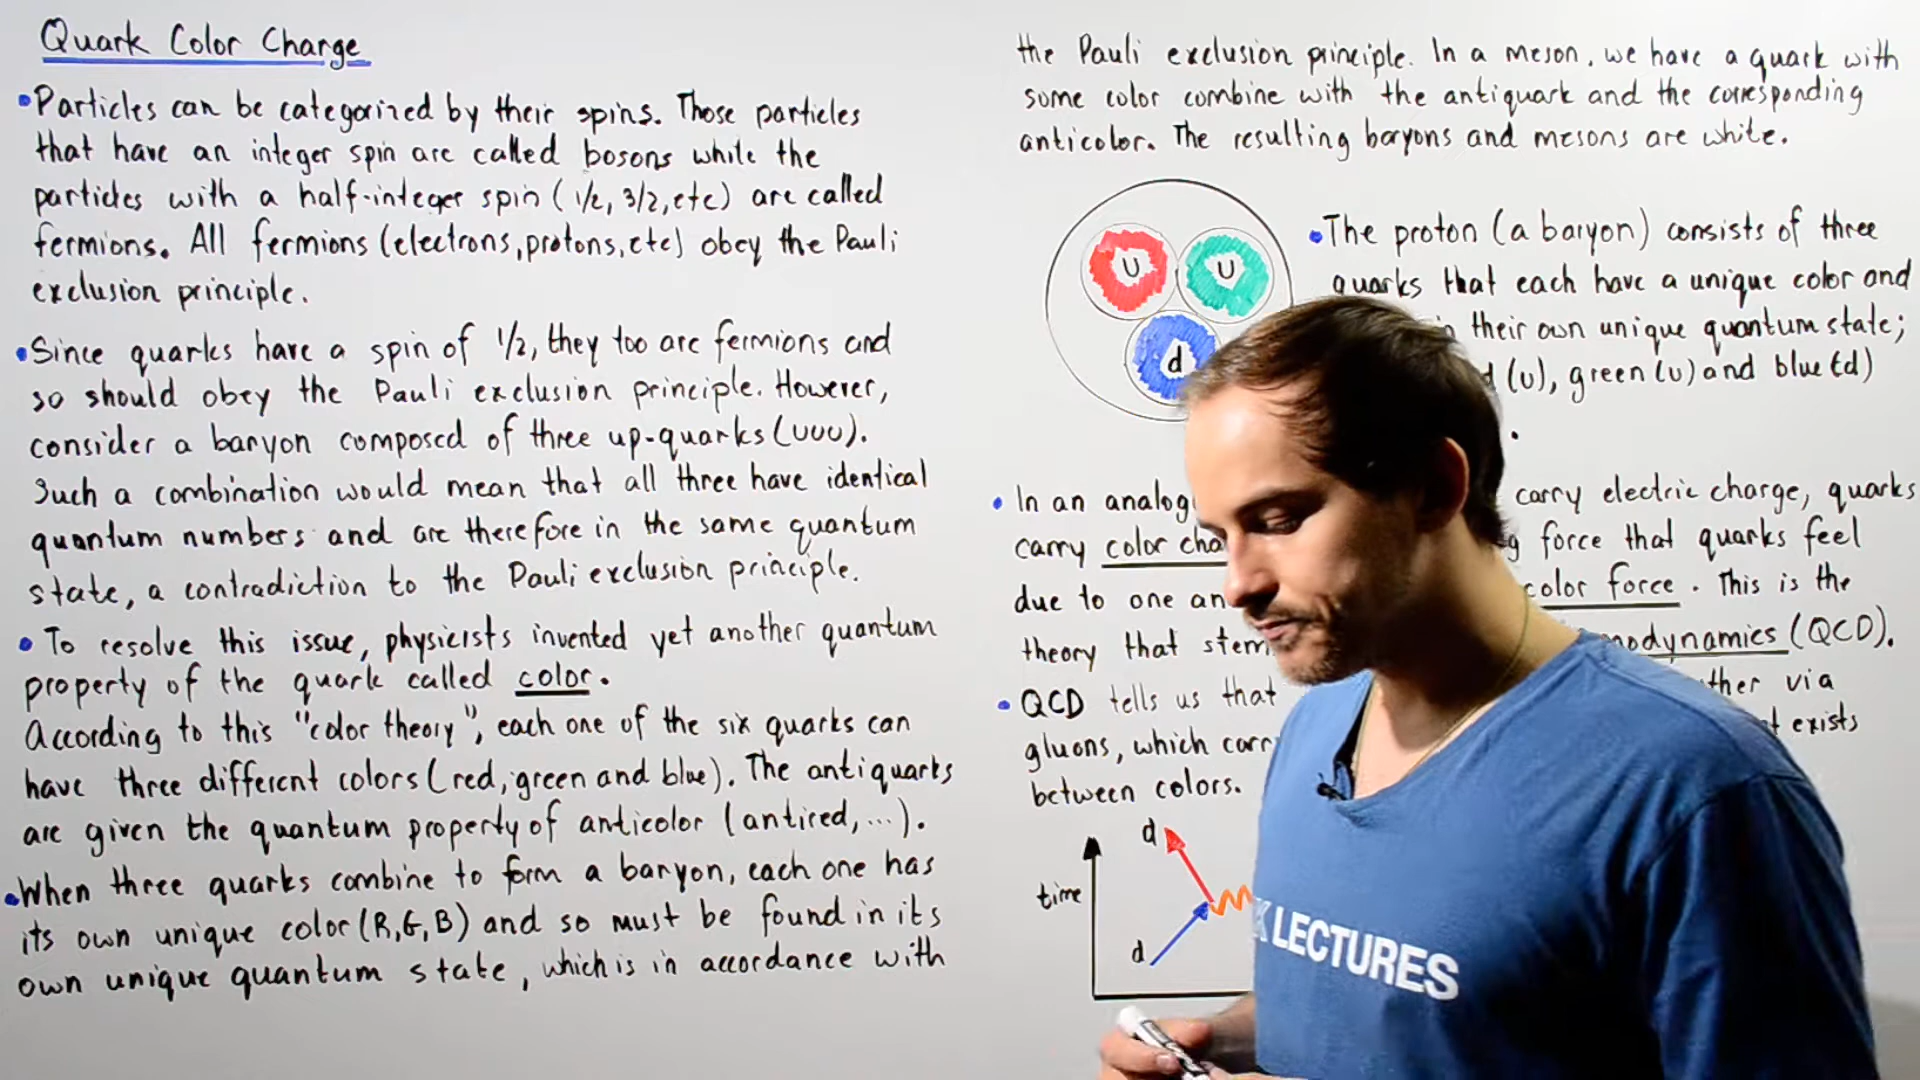 Quark Color Charge
•Particles can be categorized by their spins. Those particles
that have an integer spin are called bosons while the
particles with a half-integer spin (1/2, 3/2, etc) are called
fermions. All fermions (electrons, protons, etc) obey the Pauli
exclusion principle.
•Since quarks have a spin of 1/2, they too are fermions and
so should obey the Pauli exclusion principle. However,
consider a baryon composed of three up-quarks (uuu).
Such a combination would mean that all three have identical
quantum numbers and are therefore in the same quantum
state, a contradiction to the Pauli exclusion principle.
• To resolve this issue, physicists invented yet another quantum
property of the quark called color.
According to this "color theory", each one of the six quarks can
have three different colors (red, green and blue). The antiquarks
are given the quantum property of anticolor (antired, ...).
•When three quarks combine to form a baryon, each one has
its own unique color (R, G, B) and so must be found in its
own unique quantum state, which is in accordance with
the Pauli exclusion principle. In a meson, we have a quark with
some color combine with the antiquark and the corresponding
anticolor. The resulting baryons and mesons are white.
u u
d
•The proton (a baryon) consists of three
quarks that each have a unique color and
their own unique quantum state;
(u), green (u) and blue (d)
• In an carry electric charge, quarks
carry color force that quarks feel
due to one color force. This is the
theory that (QCD).
• QCD tells us that via
gluons, which exists
between colors.
time
d
d
LECTURES